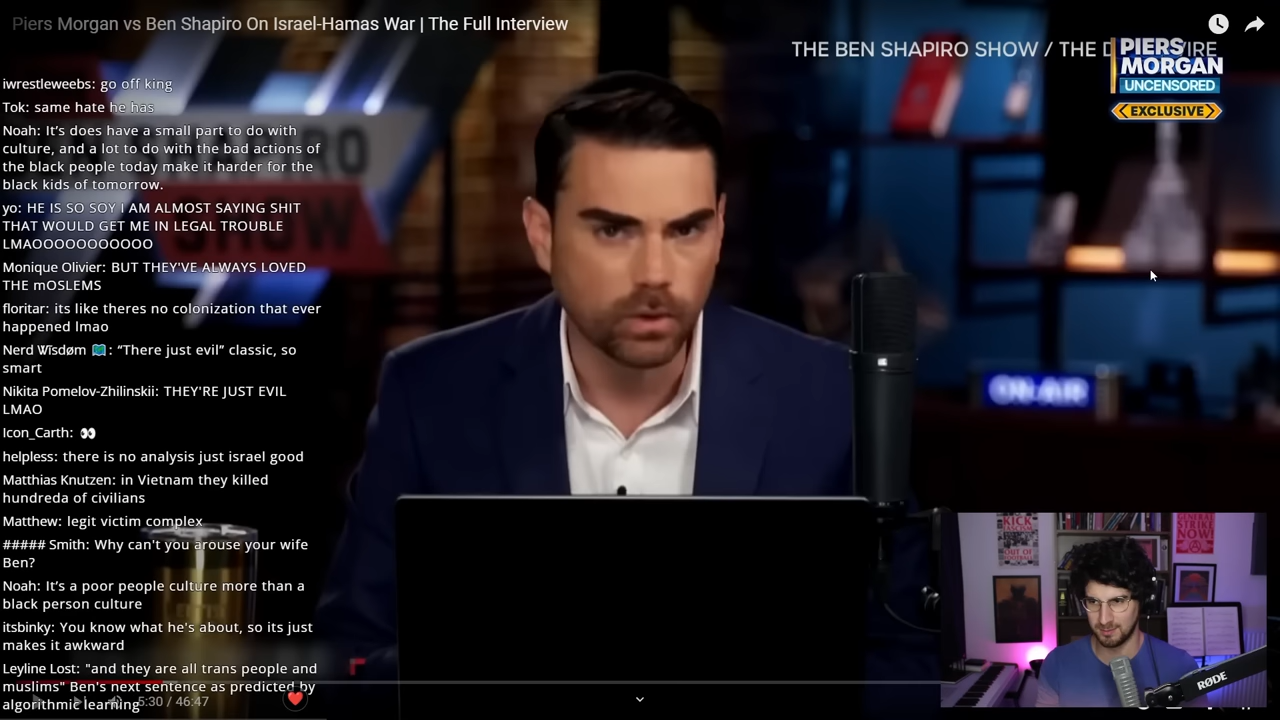 Piers Morgan vs Ben Shapiro On Israel-Hamas War | The Full Interview
THE BEN SHAPIRO SHOW / THE D
PIERS
MORGAN
UNCENSORED
EXCLUSIVE
iwrestleweebs: go off king
Tok: same hate he has
Noah: It’s does have a small part to do with
culture, and a lot to do with the bad actions of
the black people today make it harder for the
black kids of tomorrow.
yo: HE IS SO SOY I AM ALMOST SAYING SHIT
THAT WOULD GET ME IN LEGAL TROUBLE
LMAOOOOOOOOOOO
Monique Olivier: BUT THEY'VE ALWAYS LOVED
THE mOSLEMS
floritar: its like theres no colonization that ever
happened lmao
Nerd Wïsdøm 🗺: “There just evil” classic, so
smart
Nikita Pomelov-Zhilinskii: THEY'RE JUST EVIL
LMAO
Icon_Carth: 👀
helpless: there is no analysis just israel good
Matthias Knutzen: in Vietnam they killed
hundreda of civilians
Matthew: legit victim complex
##### Smith: Why can't you arouse your wife
Ben?
Noah: It’s a poor people culture more than a
black person culture
itsbinky: You know what he's about, so its just
makes it awkward
Leyline Lost: "and they are all trans people and
muslims" Ben's next sentence as predicted by
algorithmic learning
5:30 / 46:47
ON-AIR
KICK
FASCISM
OUT OF
FOOTBALL
GENERAL
STRIKE
NOW!
RØDE